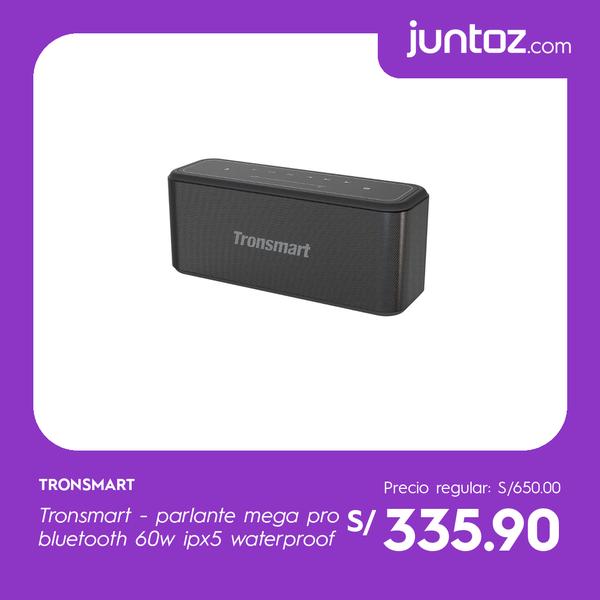 juntoz.com
Tronsmart
TRONSMART
Tronsmart - parlante mega pro
bluetooth 60w ipx5 waterproof
Precio regular: S/650.00
S/ 335.90